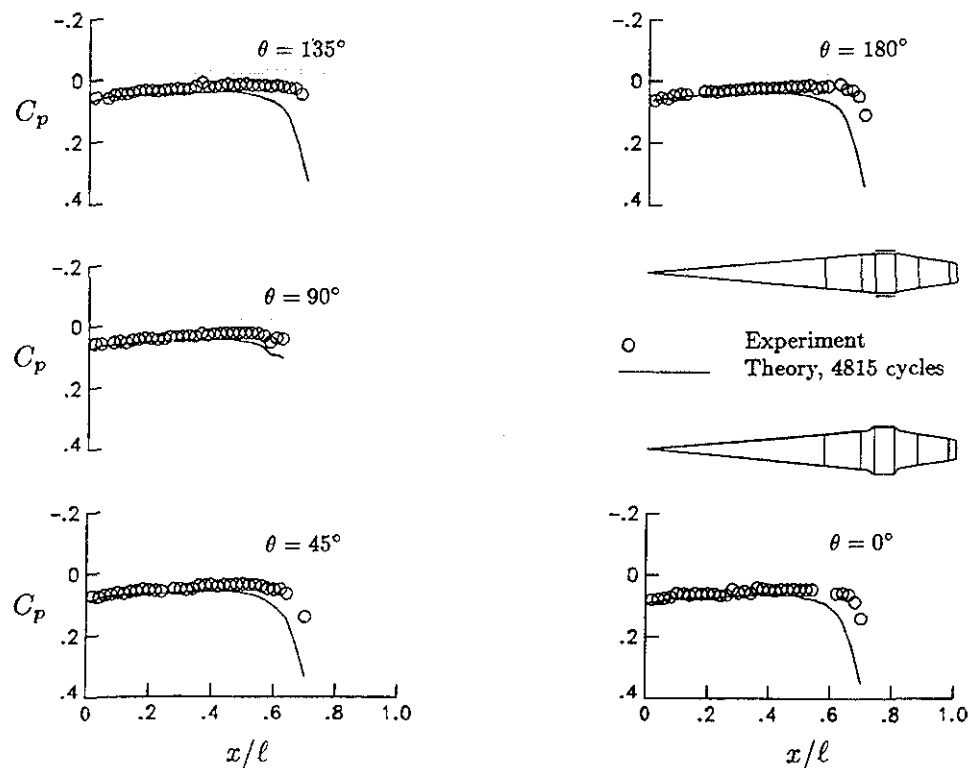 -.2
0
.2
.4
C_p
θ = 135°
-.2
0
.2
.4
θ = 180°
-.2
0
.2
.4
C_p
θ = 90°
Experiment
Theory, 4815 cycles
-.2
0
.2
.4
C_p
θ = 45°
0 .2 .4 .6 .8 1.0
x/ℓ
-.2
0
.2
.4
θ = 0°
0 .2 .4 .6 .8 1.0
x/ℓ